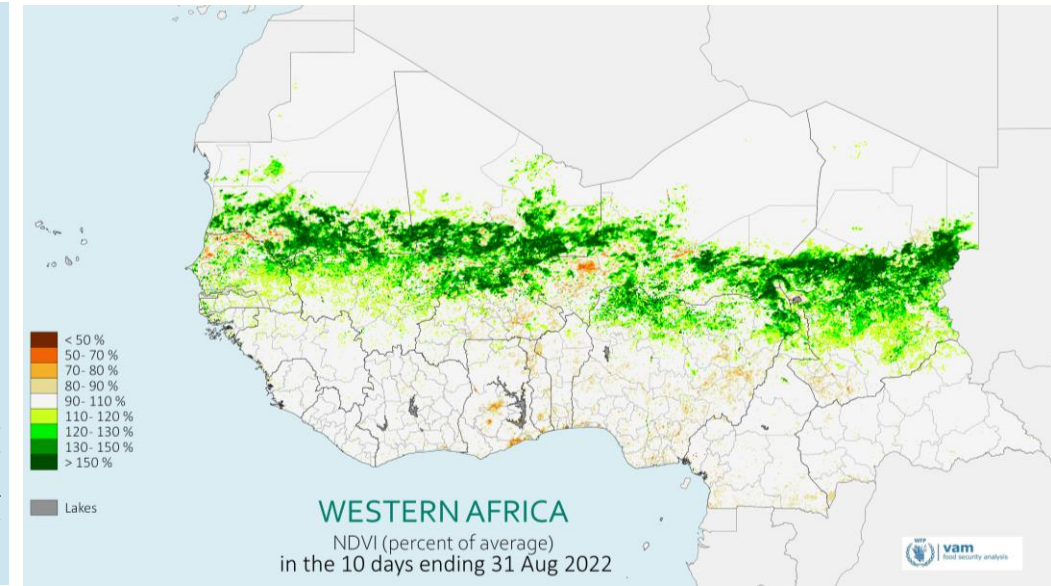 < 50 %
50- 70 %
70- 80 %
80- 90 %
90- 110 %
110- 120 %
120- 130 %
130- 150 %
> 150 %
Lakes
WESTERN AFRICA
NDVI (percent of average)
in the 10 days ending 31 Aug 2022
WFP
vam
food security analysis